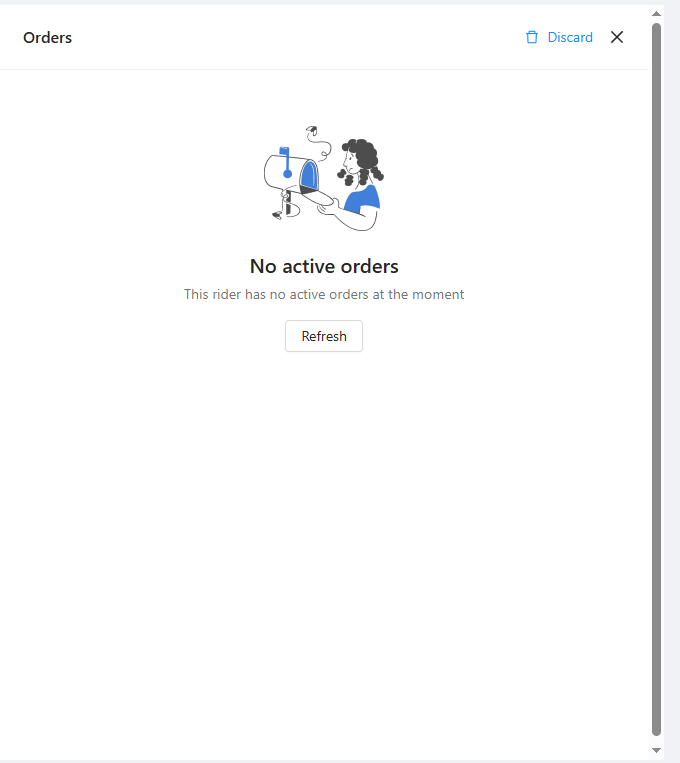 Orders
Discard
No active orders
This rider has no active orders at the moment
Refresh